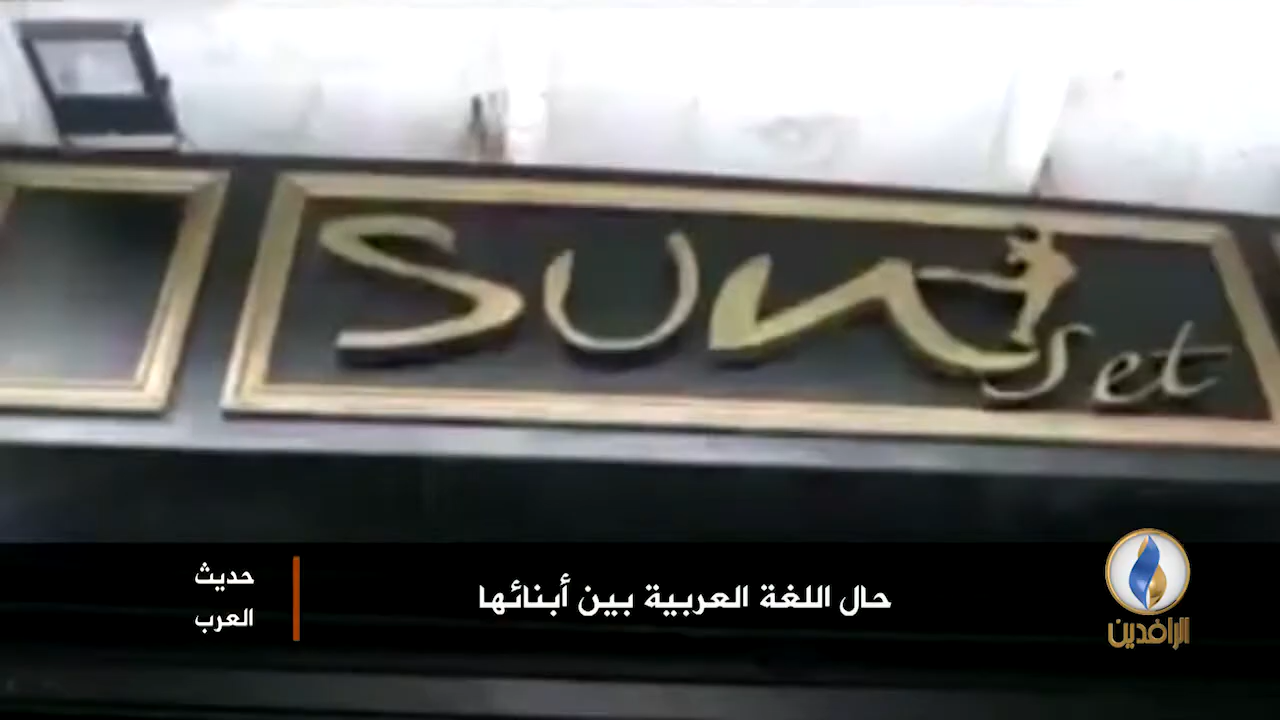 sun
set
حال اللغة العربية بين أبنائها
حديث
العرب
الرافدين